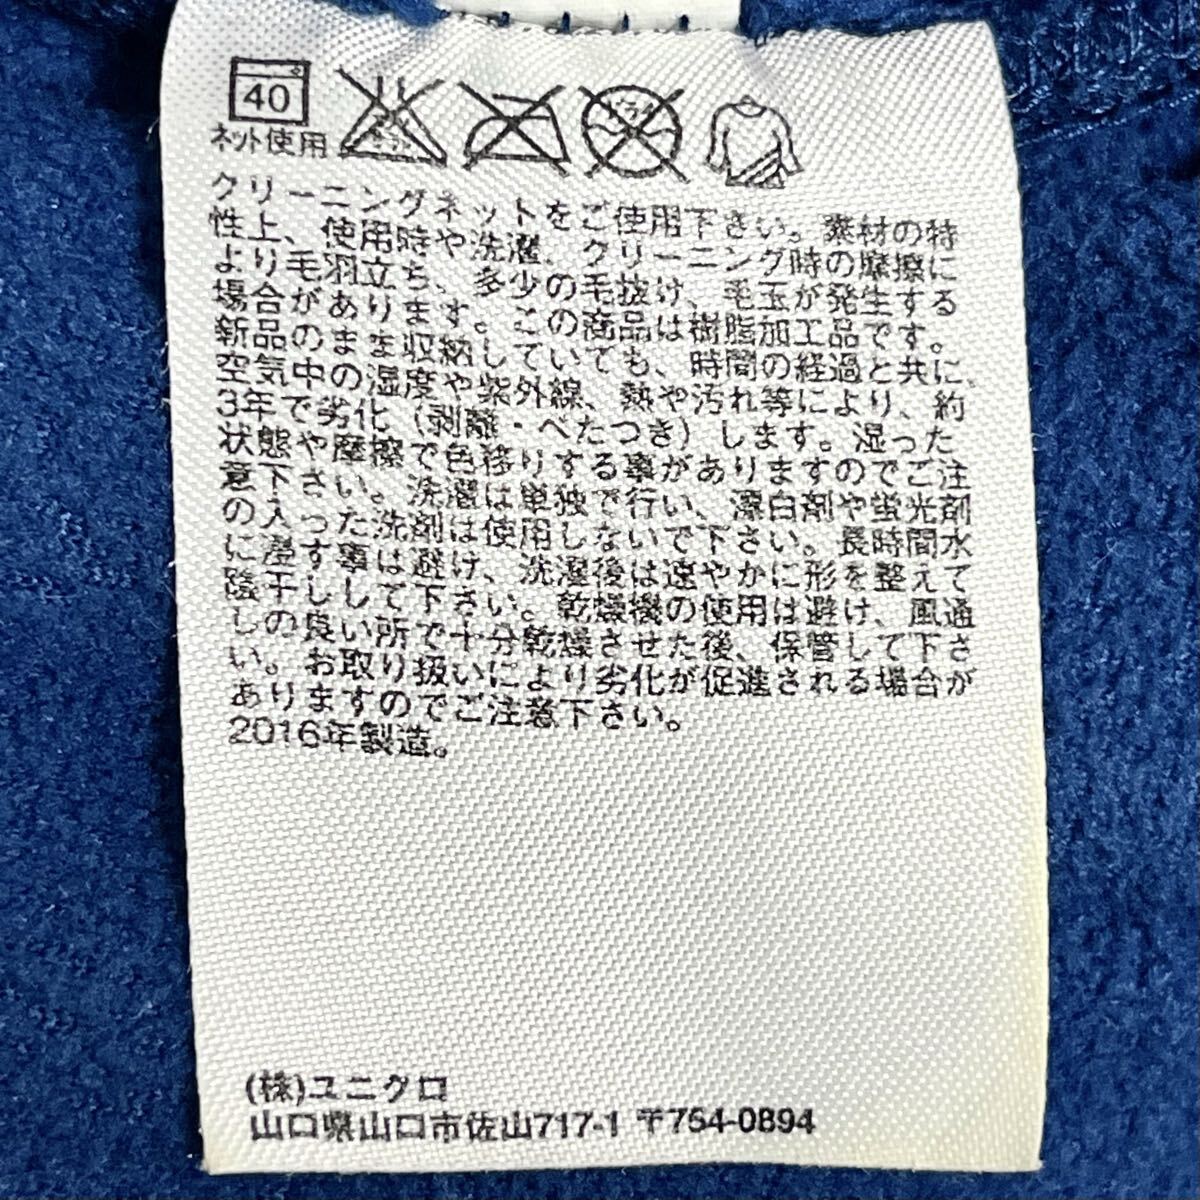 40
ネット使用
エンソ
サラシ
ドライ
クリーニングネットをご使用下さい。素材の特
性上、使用時や洗濯、クリーニング時の摩擦に
より毛羽立ち、多少の毛抜け、毛玉が発生する
場合があります。この商品は樹脂加工品です。
新品のまま収納していても、時間の経過と共に、
空気中の湿度や紫外線、熱や汚れ等により、約
3年で劣化（剥離・べたつき）します。湿った
状態や摩擦で色移りする事がありますのでご注
意下さい。洗濯は単独で行い、漂白剤や蛍光剤
の入った洗剤は使用しないで下さい。長時間水
に浸す事は避け、洗濯後は速やかに形を整えて
陰干しして下さい。乾燥機の使用は避け、風通
しの良い所で十分乾燥させた後、保管して下さ
い。お取り扱いにより劣化が促進される場合が
ありますのでご注意下さい。
2016年製造。
(株)ユニクロ
山口県山口市佐山717-1 〒754-0894